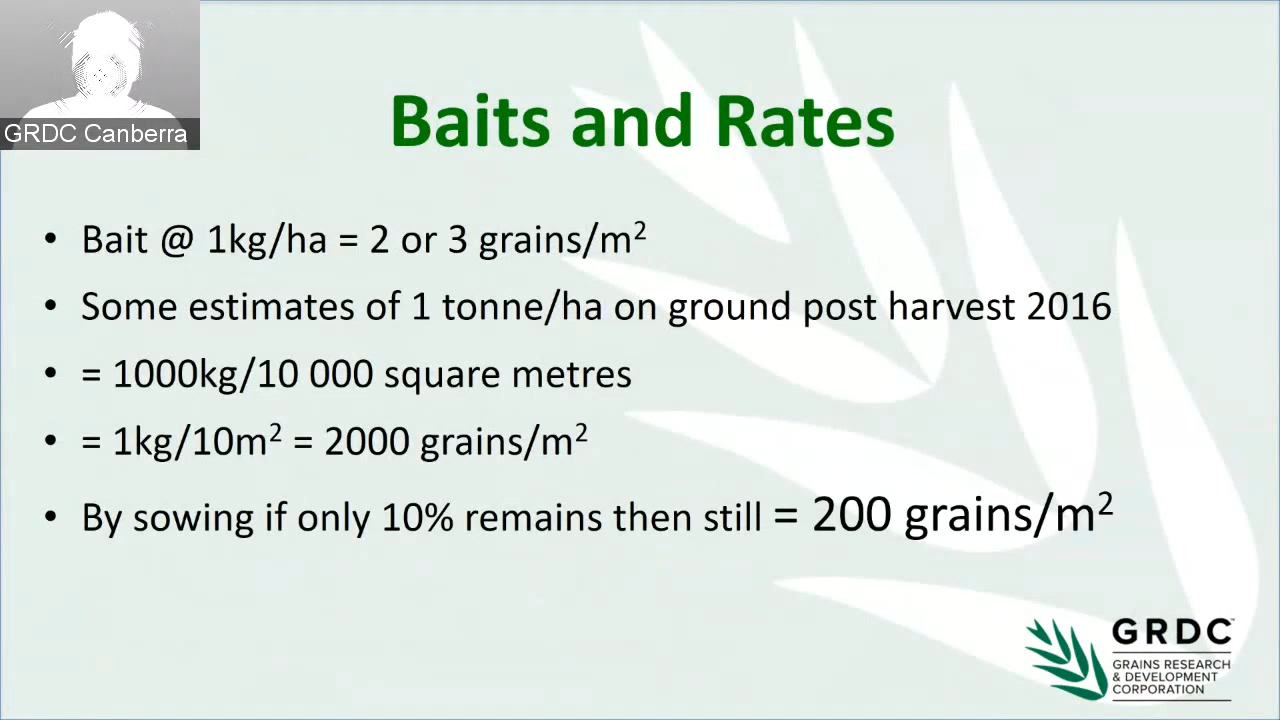 GRDC Canberra
Baits and Rates
• Bait @ 1kg/ha = 2 or 3 grains/m²
• Some estimates of 1 tonne/ha on ground post harvest 2016
• = 1000kg/10 000 square metres
• = 1kg/10m² = 2000 grains/m²
• By sowing if only 10% remains then still = 200 grains/m²
GRDC™
GRAINS RESEARCH
& DEVELOPMENT
CORPORATION